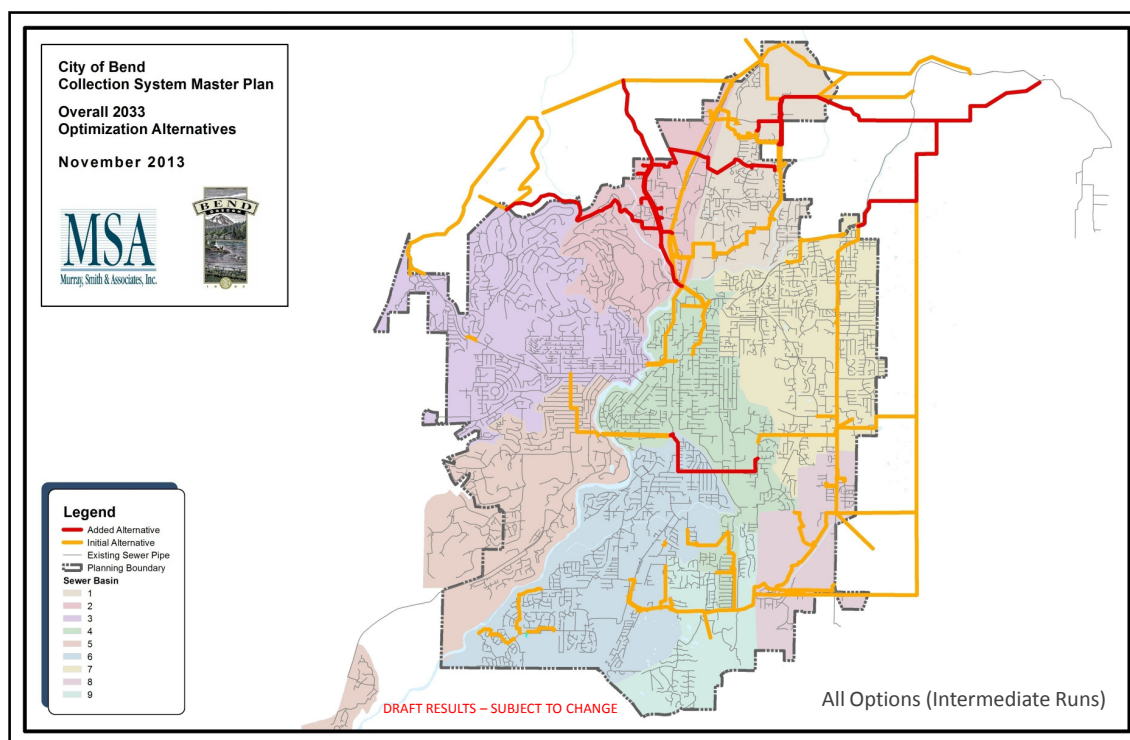 City of Bend
Collection System Master Plan
Overall 2033
Optimization Alternatives
November 2013
MSA
Murray, Smith & Associates, Inc.
BEND
Legend
Added Alternative
Initial Alternative
Existing Sewer Pipe
Planning Boundary
Sewer Basin
1
2
3
4
5
6
7
8
9
DRAFT RESULTS – SUBJECT TO CHANGE
All Options (Intermediate Runs)